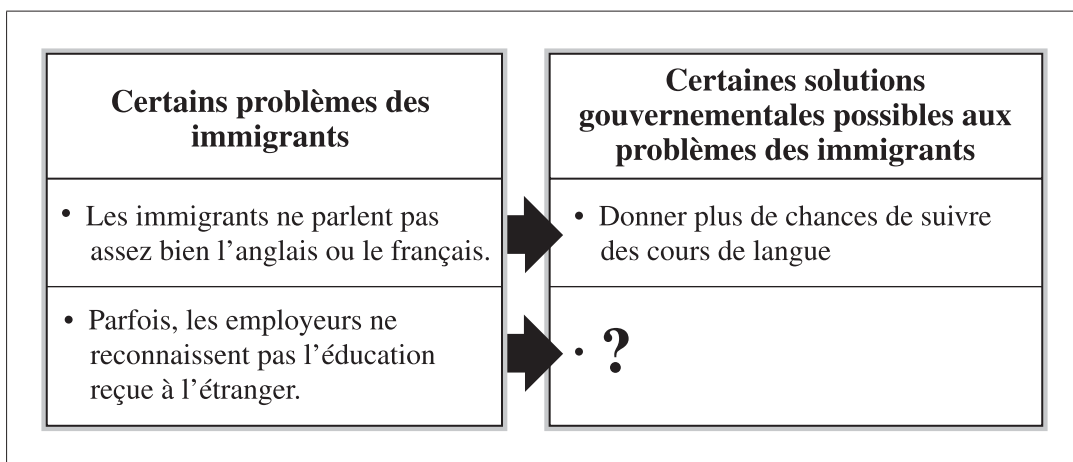 Certains problèmes des
immigrants
Certaines solutions
gouvernementales possibles aux
problèmes des immigrants
• Les immigrants ne parlent pas
assez bien l’anglais ou le français.
• Donner plus de chances de suivre
des cours de langue
• Parfois, les employeurs ne
reconnaissent pas l’éducation
reçue à l’étranger.
• ?